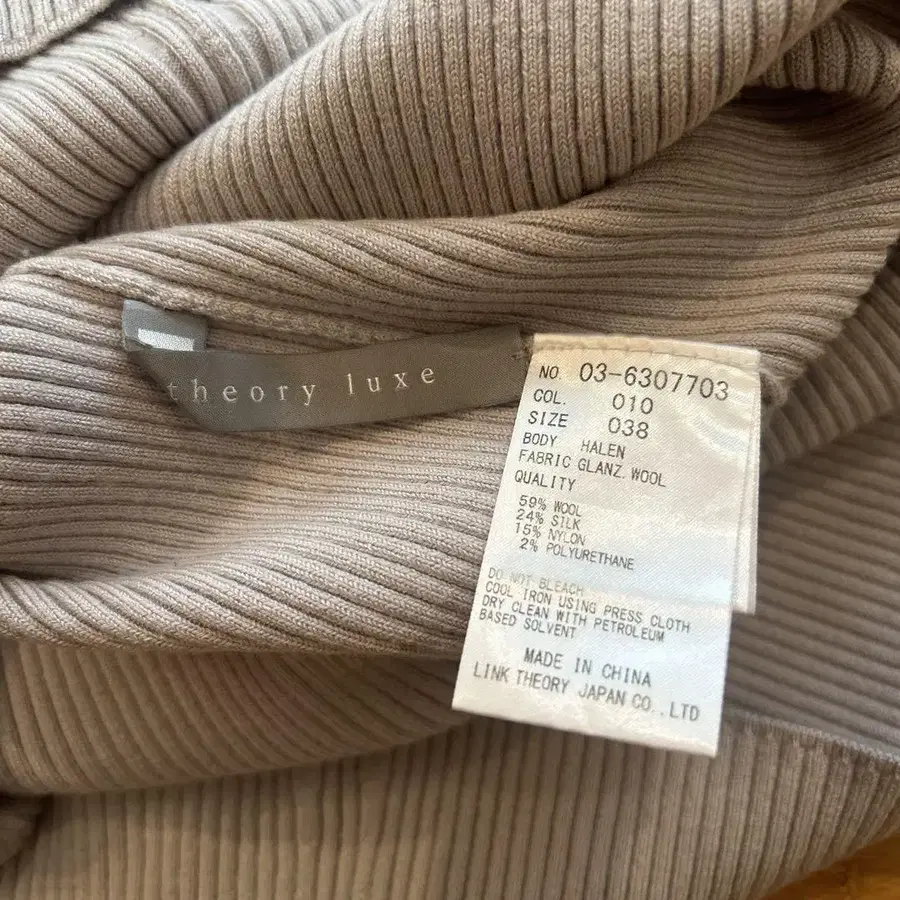 theory luxe
NO. 03-6307703
COL. 010
SIZE 038
BODY HALEN
FABRIC GLANZ.WOOL
QUALITY
59% WOOL
24% SILK
15% NYLON
2% POLYURETHANE
DO NOT BLEACH
COOL IRON USING PRESS CLOTH
DRY CLEAN WITH PETROLEUM
BASED SOLVENT
MADE IN CHINA
LINK THEORY JAPAN CO.,LTD